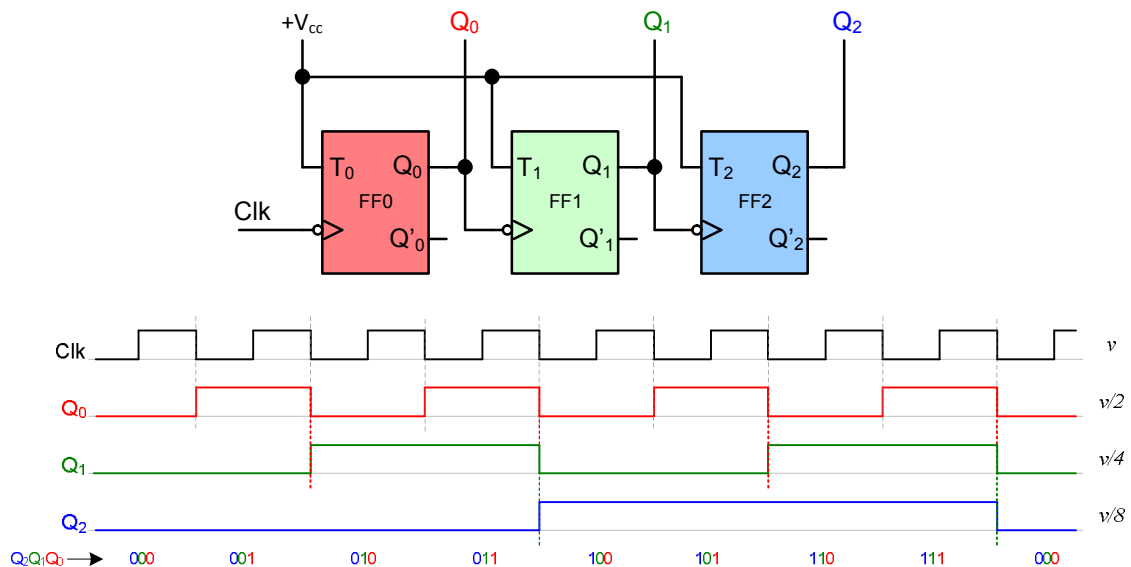 +Vcc Q0 Q1 Q2
T0 Q0 T1 Q1 T2 Q2
FF0 FF1 FF2
Clk
Q'0 Q'1 Q'2
Clk v
Q0 v/2
Q1 v/4
Q2 v/8
Q2Q1Q0 000 001 010 011 100 101 110 111 000